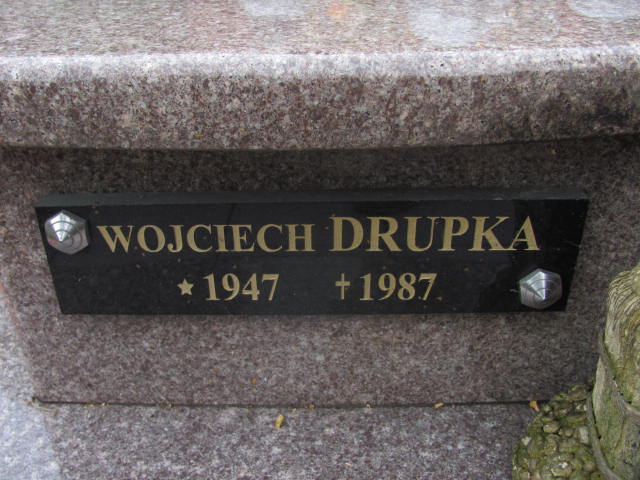 WOJCIECH DRUPKA
★ 1947 † 1987